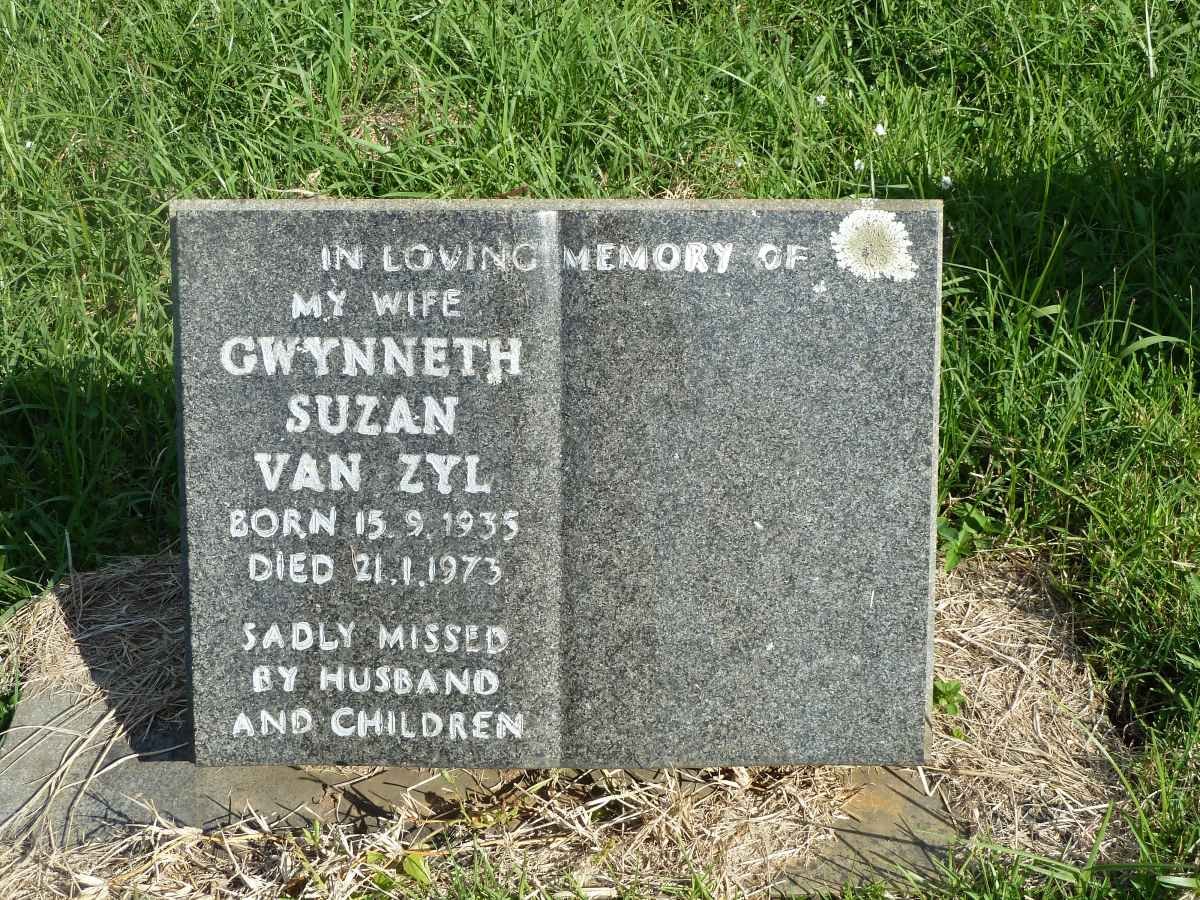 IN LOVING MEMORY OF
MY WIFE
GWYNNETH
SUZAN
VAN ZYL
BORN 15.9.1935
DIED 21.1.1973
SADLY MISSED
BY HUSBAND
AND CHILDREN